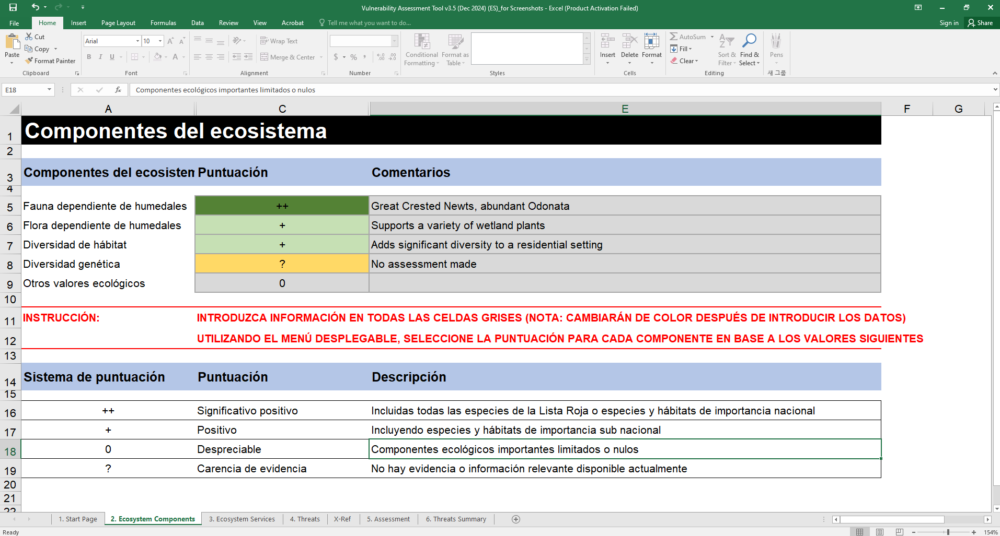 Vulnerability Assessment Tool v3.5 (Dec 2024) (ES)_for Screenshots - Excel (Product Activation Failed)
File Home Insert Page Layout Formulas Data Review View Acrobat Tell me what you want to do... Sign in Share
Cut
Copy
Format Painter
Paste
Clipboard
Arial 10
B I U
Font
Wrap Text
Merge & Center
Alignment
$ % ,
Number
Conditional Formatting
Format as Table
Styles
Insert Delete Format
Cells
AutoSum
Fill
Clear
Sort & Filter
Find & Select
Editing
Pens
새 그룹
E18 fx Componentes ecológicos importantes limitados o nulos
A C E F G
1 Componentes del ecosistema
2
3 Componentes del ecosistem Puntuación Comentarios
4
5 Fauna dependiente de humedales ++ Great Crested Newts, abundant Odonata
6 Flora dependiente de humedales + Supports a variety of wetland plants
7 Diversidad de hábitat + Adds significant diversity to a residential setting
8 Diversidad genética ? No assessment made
9 Otros valores ecológicos 0
10
11 INSTRUCCIÓN: INTRODUZCA INFORMACIÓN EN TODAS LAS CELDAS GRISES (NOTA: CAMBIARÁN DE COLOR DESPUÉS DE INTRODUCIR LOS DATOS)
12 UTILIZANDO EL MENÚ DESPLEGABLE, SELECCIONE LA PUNTUACIÓN PARA CADA COMPONENTE EN BASE A LOS VALORES SIGUIENTES
13
14 Sistema de puntuación Puntuación Descripción
15
16 ++ Significativo positivo Incluidas todas las especies de la Lista Roja o especies y hábitats de importancia nacional
17 + Positivo Incluyendo especies y hábitats de importancia sub nacional
18 0 Despreciable Componentes ecológicos importantes limitados o nulos
19 ? Carencia de evidencia No hay evidencia o información relevante disponible actualmente
20
21
22
1. Start Page 2. Ecosystem Components 3. Ecosystem Services 4. Threats X-Ref 5. Assessment 6. Threats Summary
Ready 154%